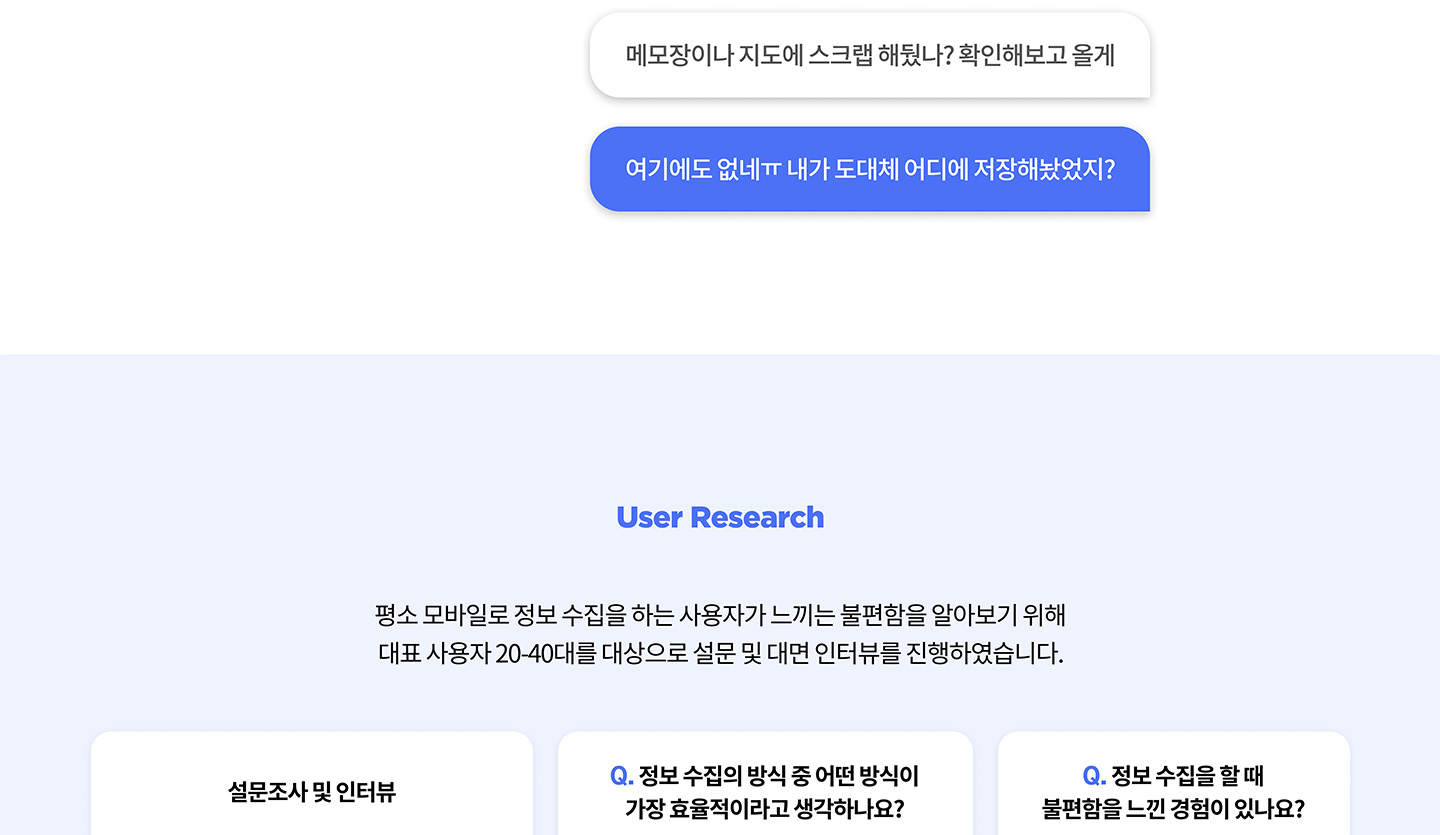 메모장이나 지도에 스크랩 해뒀나? 확인해보고 올게
여기에도 없네ㅠ 내가 도대체 어디에 저장해놨었지?
User Research
평소 모바일로 정보 수집을 하는 사용자가 느끼는 불편함을 알아보기 위해
대표 사용자 20-40대를 대상으로 설문 및 대면 인터뷰를 진행하였습니다.
설문조사 및 인터뷰
Q. 정보 수집의 방식 중 어떤 방식이
가장 효율적이라고 생각하나요?
Q. 정보 수집을 할 때
불편함을 느낀 경험이 있나요?